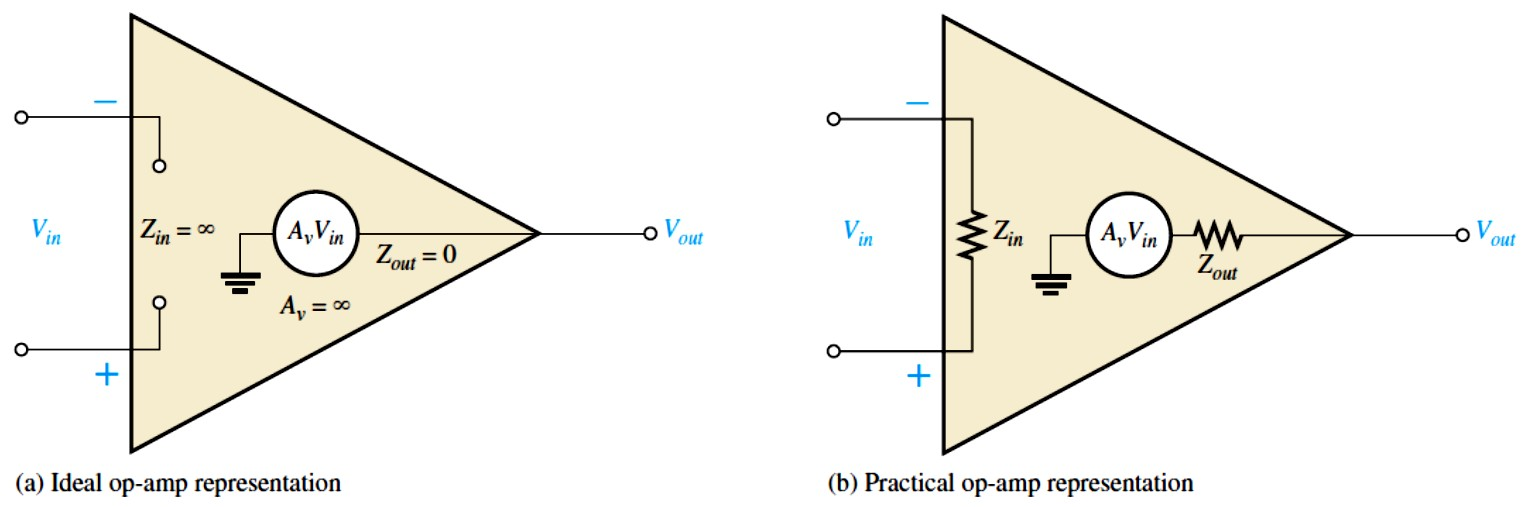 −
V_in
Z_in = ∞
A_vV_in
Z_out = 0
A_v = ∞
V_out
+
(a) Ideal op-amp representation
−
V_in
Z_in
A_vV_in
Z_out
V_out
+
(b) Practical op-amp representation